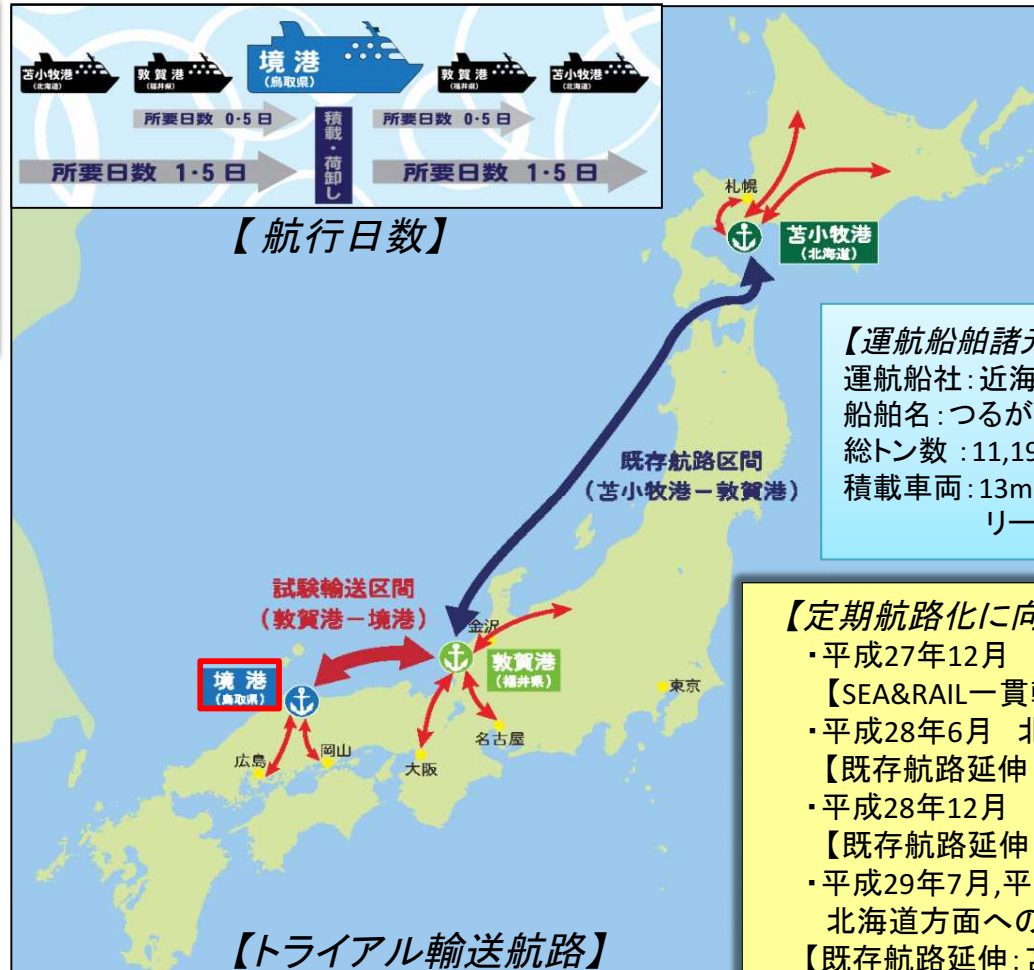 苫小牧港
(北海道)
敦賀港
(福井県)
境港
(鳥取県)
敦賀港
(福井県)
苫小牧港
(北海道)
所要日数 0・5日
積載・荷卸し
所要日数 0・5日
所要日数 1・5日
所要日数 1・5日
【航行日数】
札幌
苫小牧港
(北海道)
【運航船舶諸元
運航船社：近海
船舶名：つるが
総トン数：11,19
積載車両：13m
リー
既存航路区間
(苫小牧港－敦賀港)
試験輸送区間
(敦賀港－境港)
金沢
敦賀港
(福井県)
境 港
(鳥取県)
東京
名古屋
大阪
岡山
広島
【定期航路化に向
・平成27年12月
【SEA&RAIL一貫
・平成28年6月 北
【既存航路延伸
・平成28年12月
【既存航路延伸
・平成29年7月,平
北海道方面への
【既存航路延伸：
【トライアル輸送航路】